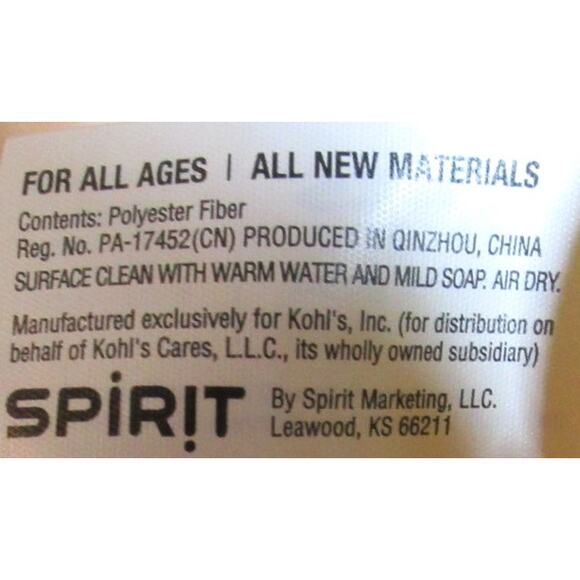 FOR ALL AGES | ALL NEW MATERIALS
Contents: Polyester Fiber
Reg. No. PA-17452(CN) PRODUCED IN QINZHOU, CHINA
SURFACE CLEAN WITH WARM WATER AND MILD SOAP. AIR DRY.
Manufactured exclusively for Kohl's, Inc. (for distribution on
behalf of Kohl's Cares, L.L.C., its wholly owned subsidiary)
SPIRIT By Spirit Marketing, LLC.
Leawood, KS 66211